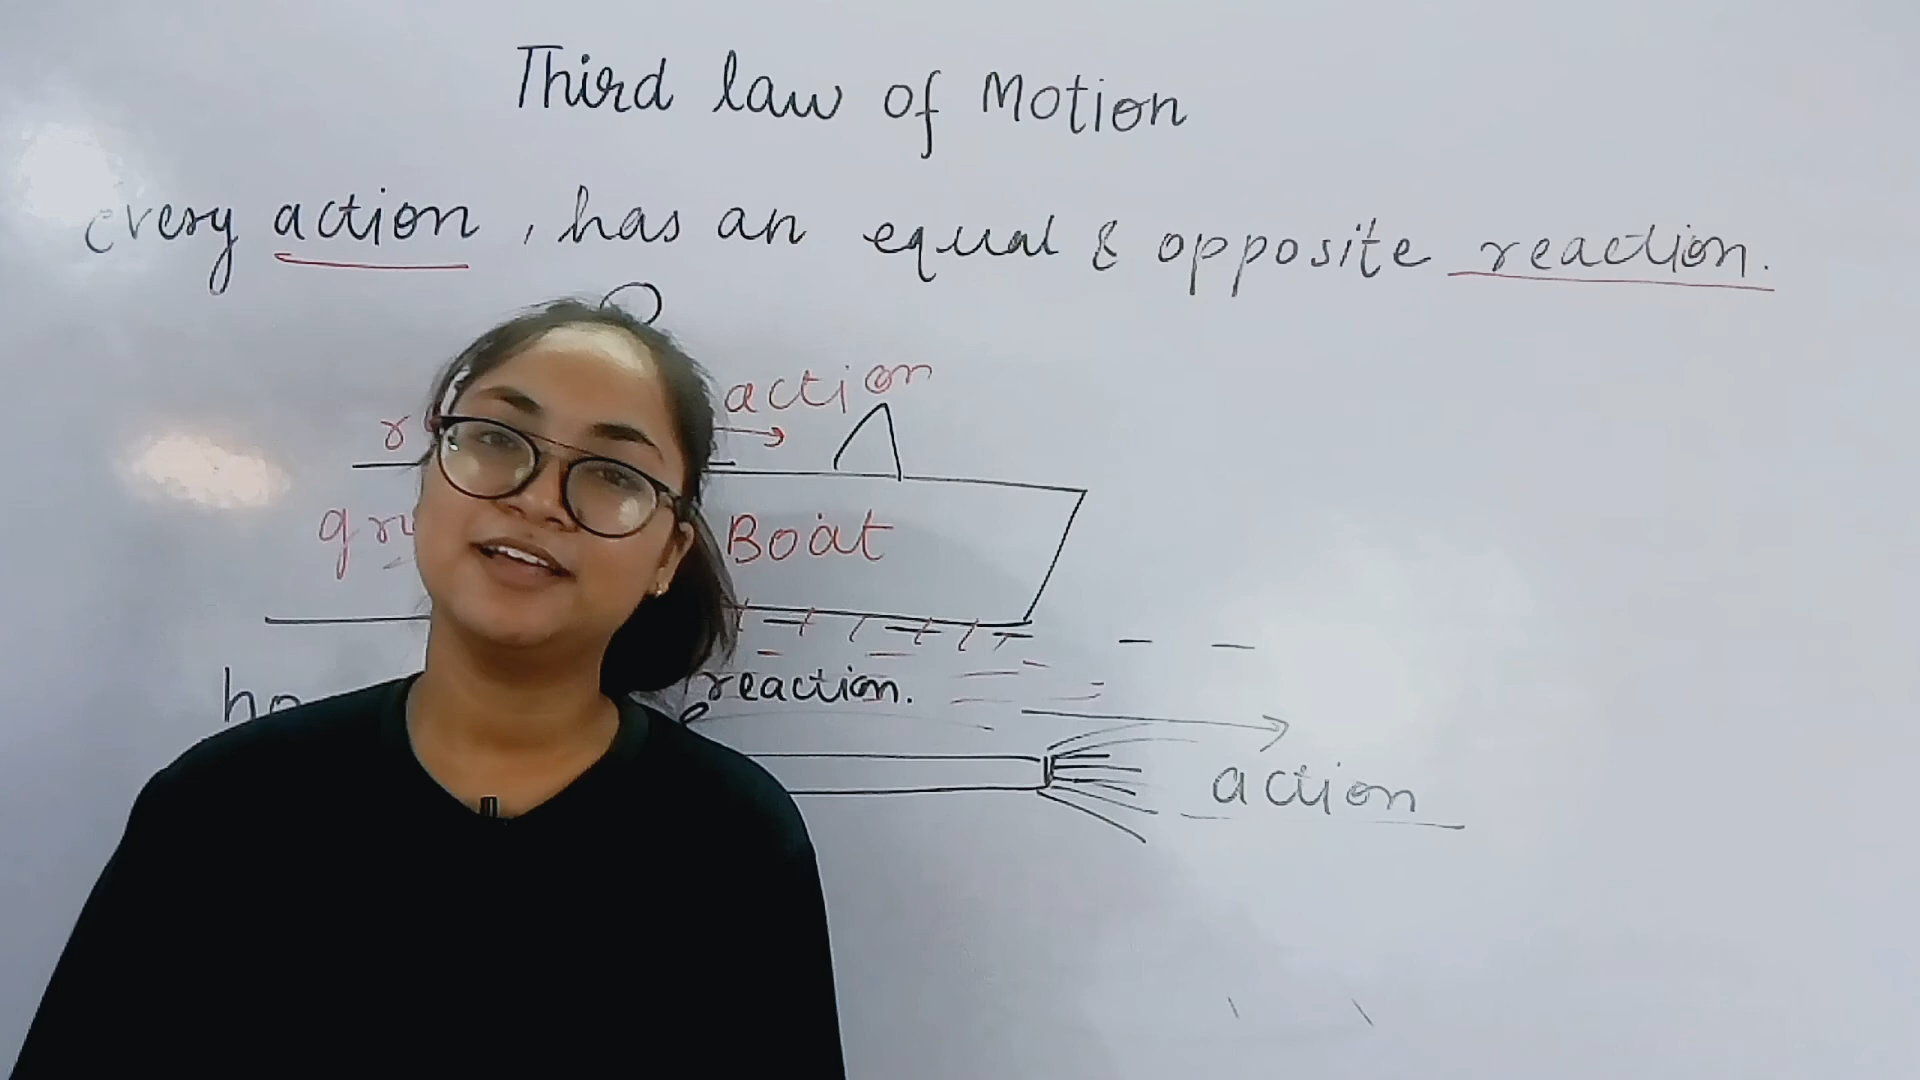 Third law of Motion
every action, has an equal & opposite reaction.
action
Boat
reaction.
action